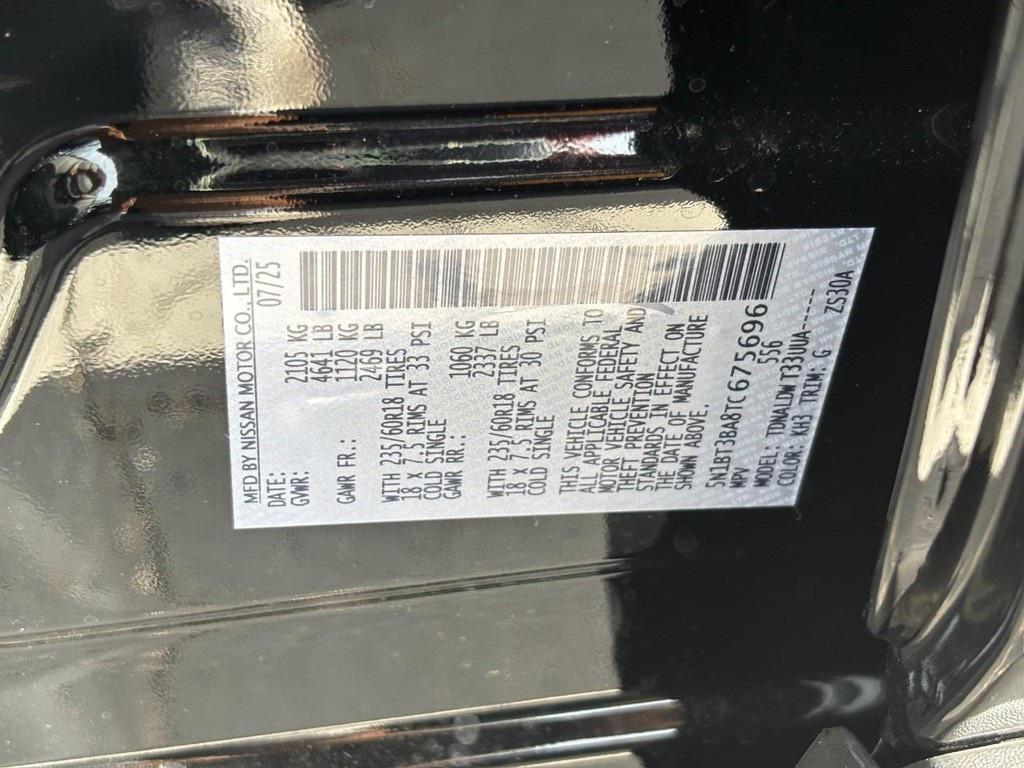 MFD BY NISSAN MOTOR CO., LTD.
DATE: 07/25
GVWR: 2105 KG
4641 LB
GAWR FR.: 1120 KG
2469 LB
WITH 235/60R18 TIRES
18 X 7.5 RIMS AT 33 PSI
COLD SINGLE
GAWR RR.: 1060 KG
2337 LB
WITH 235/60R18 TIRES
18 X 7.5 RIMS AT 30 PSI
COLD SINGLE
THIS VEHICLE CONFORMS TO
ALL APPLICABLE FEDERAL
MOTOR VEHICLE SAFETY AND
THEFT PREVENTION
STANDARDS IN EFFECT ON
THE DATE OF MANUFACTURE
SHOWN ABOVE.
5N1BT3BA8TC675696
MPV 556
MODEL: TDNALDW T33UUA------
COLOR: KH3 TRIM: G ZS30A